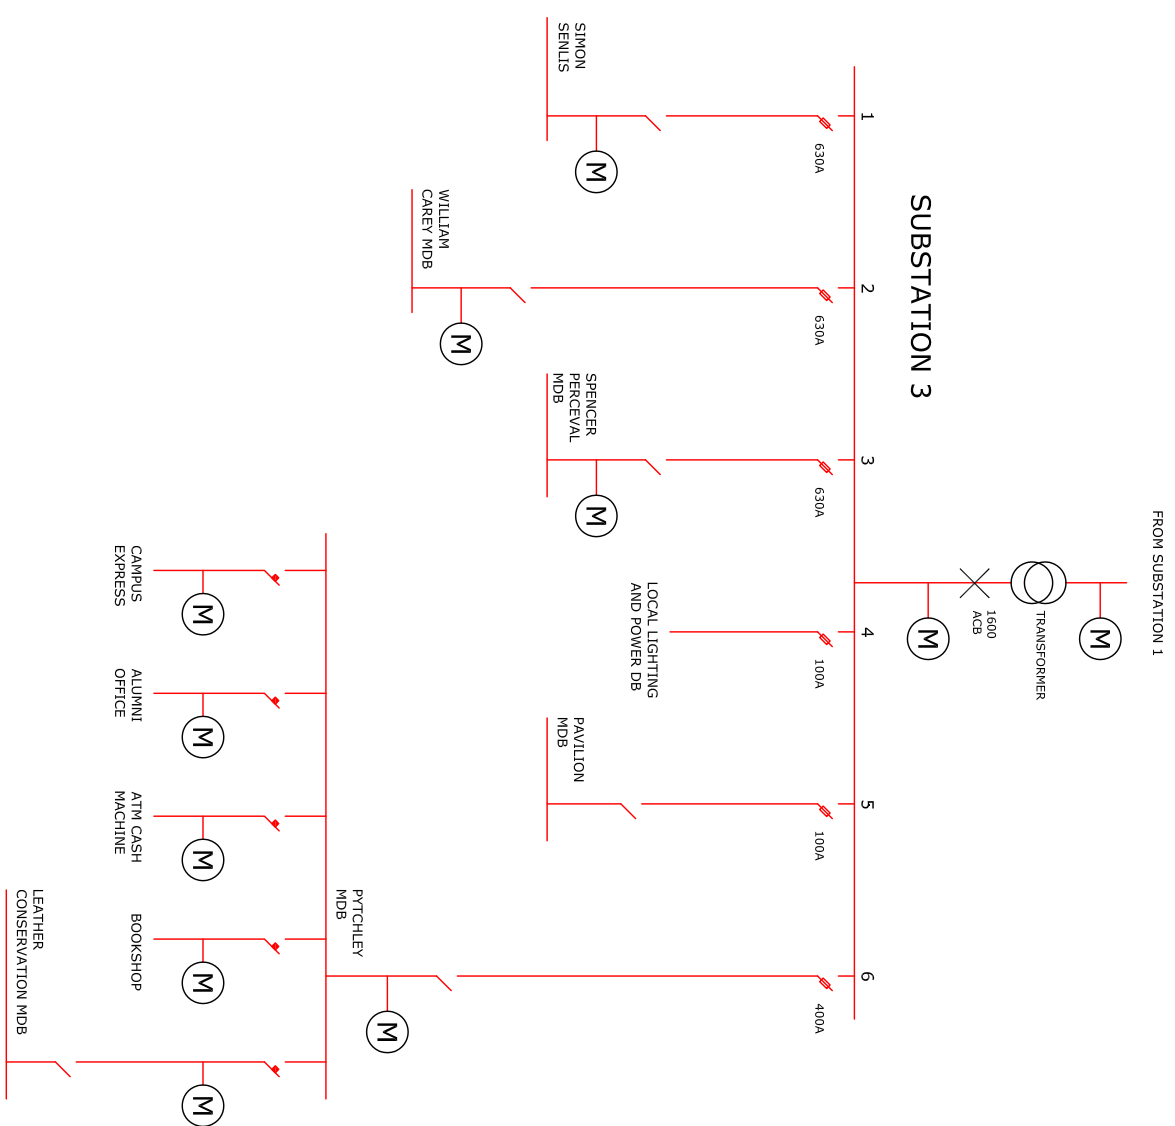 FROM SUBSTATION 1
M
TRANSFORMER
1600
ACB
M
SUBSTATION 3
1
2
3
4
5
6
630A
630A
630A
100A
100A
400A
SIMON
SENLIS
M
WILLIAM
CAREY MDB
M
SPENCER
PERCEVAL
MDB
M
LOCAL LIGHTING
AND POWER DB
PAVILION
MDB
M
PYTCHLEY
MDB
CAMPUS
EXPRESS
M
ALUMNI
OFFICE
M
ATM CASH
MACHINE
M
BOOKSHOP
M
M
LEATHER
CONSERVATION MDB